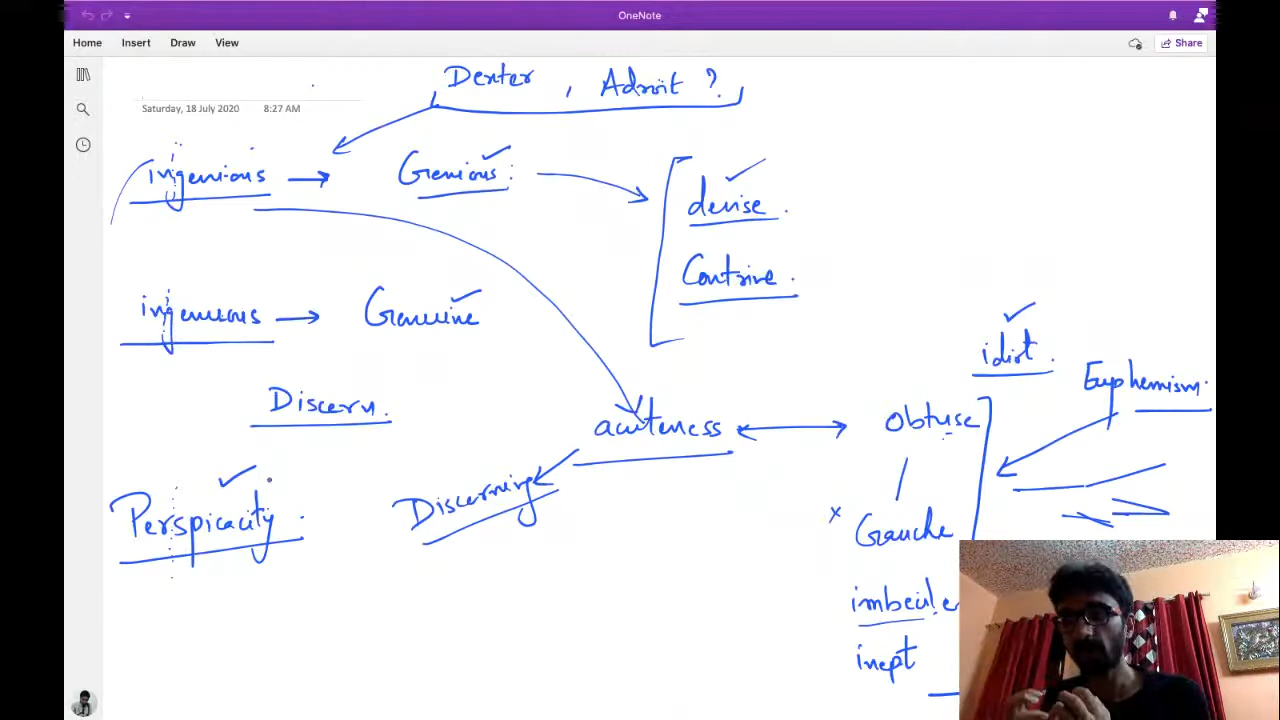 OneNote
Home Insert Draw View Share
Dexter, Adroit ?
Saturday, 18 July 2020 8:27 AM
ingenious → Genious :
devise.
Contrive.
ingenuous → Genuine
idiot.
Euphemism.
Discern.
acuteness ↔ obtuse
Discerning
Perspicacity.
x Gauche
inept